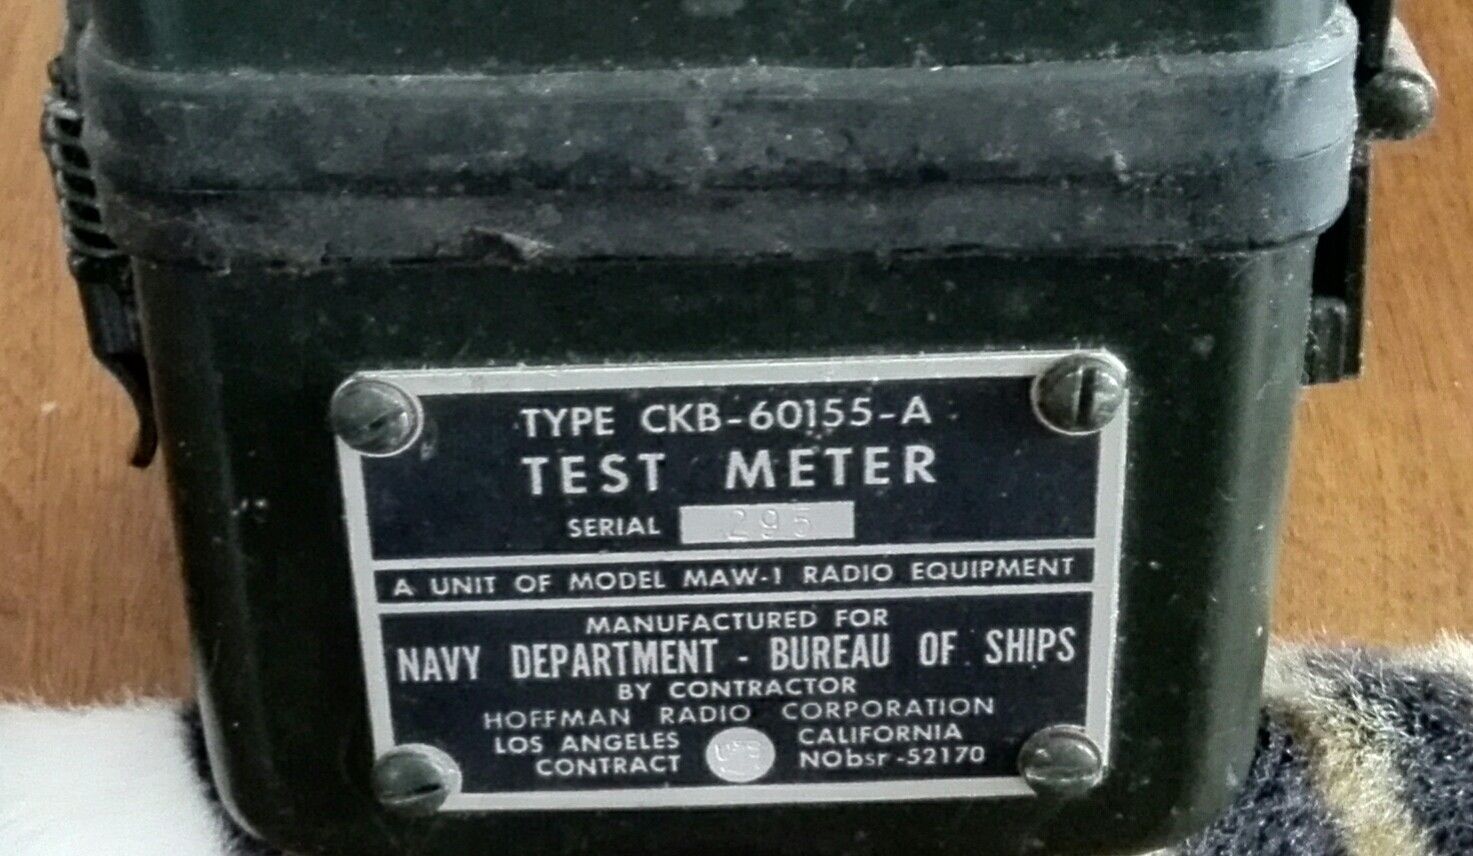 TYPE CKB-60155-A
TEST METER
SERIAL 295
A UNIT OF MODEL MAW-1 RADIO EQUIPMENT
MANUFACTURED FOR
NAVY DEPARTMENT - BUREAU OF SHIPS
BY CONTRACTOR
HOFFMAN RADIO CORPORATION
LOS ANGELES CALIFORNIA
CONTRACT NObsr-52170